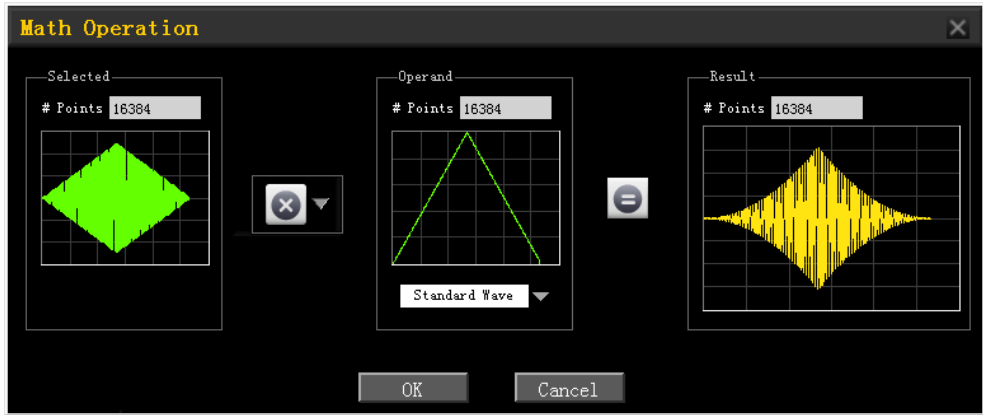 Math Operation
Selected
# Points 16384
Operand
# Points 16384
Standard Wave
Result
# Points 16384
OK
Cancel